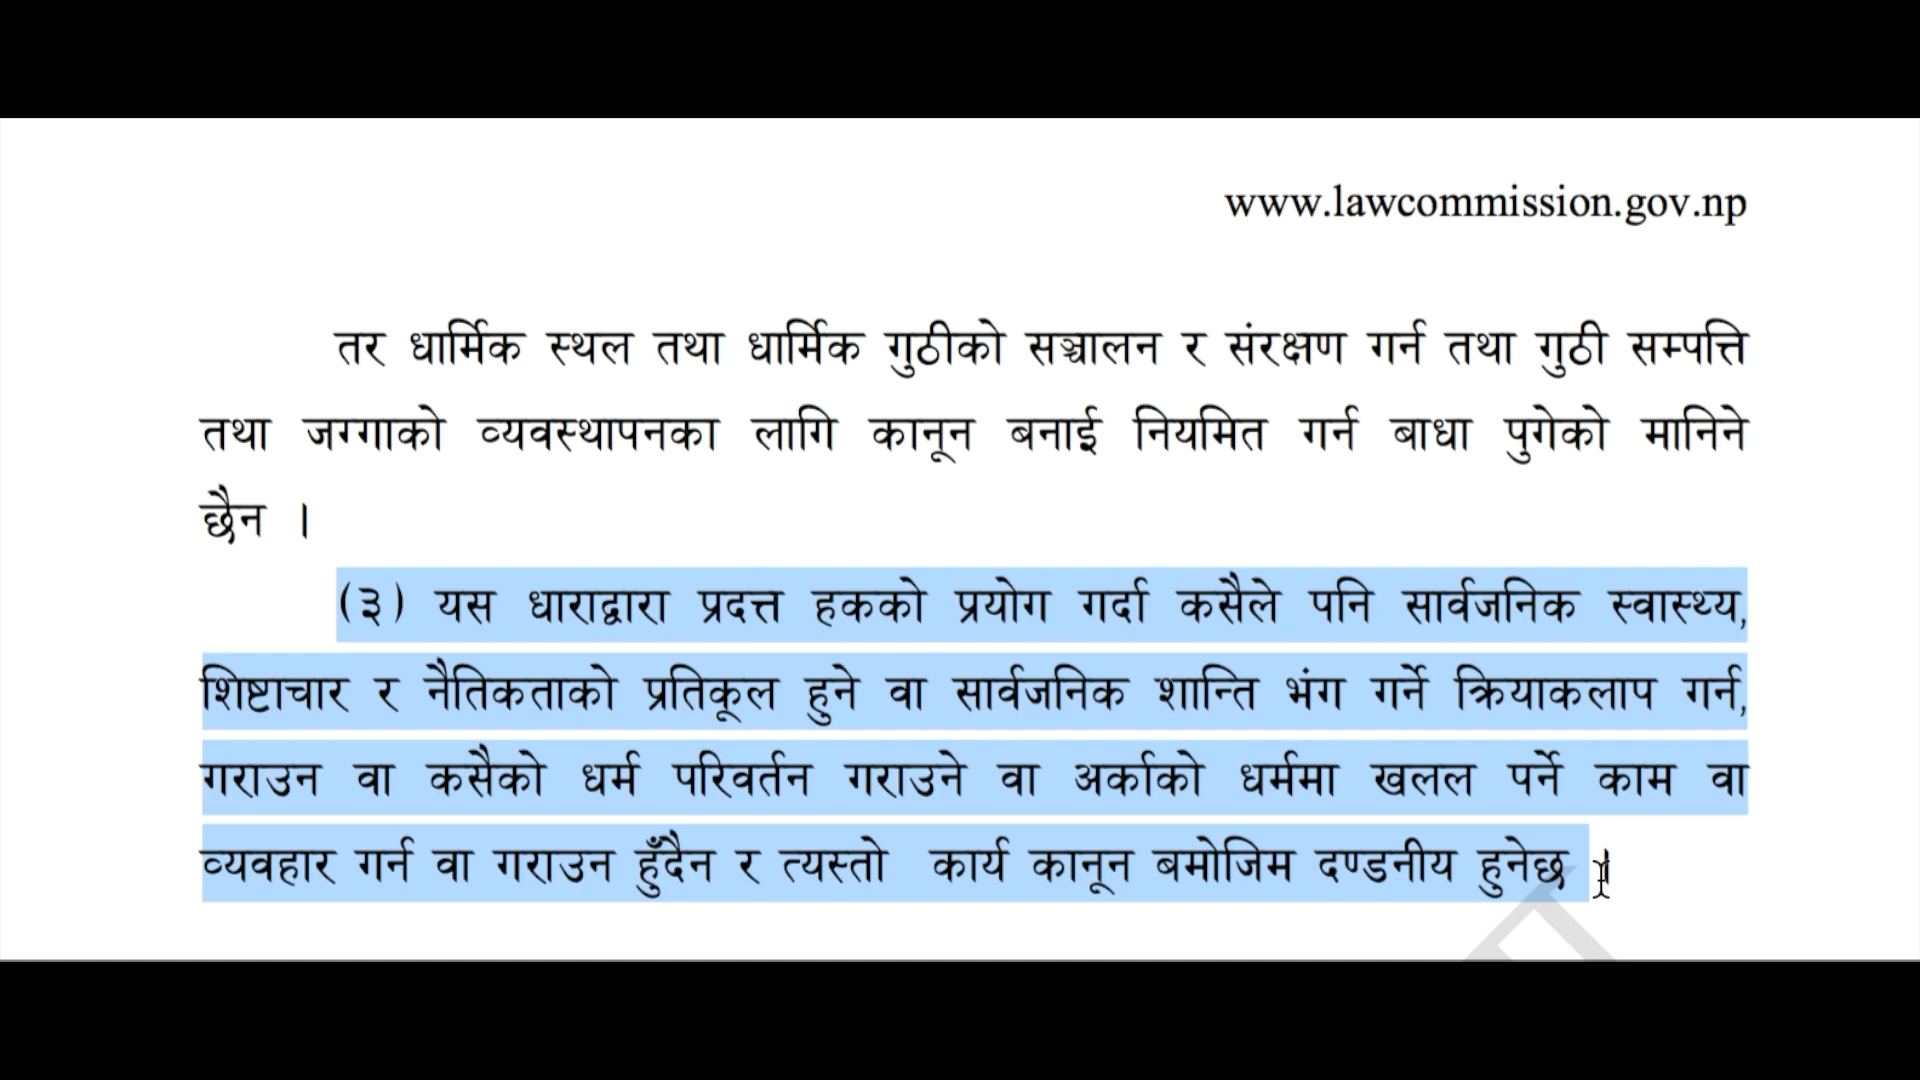 www.lawcommission.gov.np
तर धार्मिक स्थल तथा धार्मिक गुठीको सञ्चालन र संरक्षण गर्न तथा गुठी सम्पत्ति
तथा जग्गाको व्यवस्थापनका लागि कानून बनाई नियमित गर्न बाधा पुगेको मानिने
छैन ।
(३) यस धाराद्वारा प्रदत्त हकको प्रयोग गर्दा कसैले पनि सार्वजनिक स्वास्थ्य,
शिष्टाचार र नैतिकताको प्रतिकूल हुने वा सार्वजनिक शान्ति भंग गर्ने क्रियाकलाप गर्न,
गराउन वा कसैको धर्म परिवर्तन गराउने वा अर्काको धर्ममा खलल पर्ने काम वा
व्यवहार गर्न वा गराउन हुँदैन र त्यस्तो कार्य कानून बमोजिम दण्डनीय हुनेछ ।